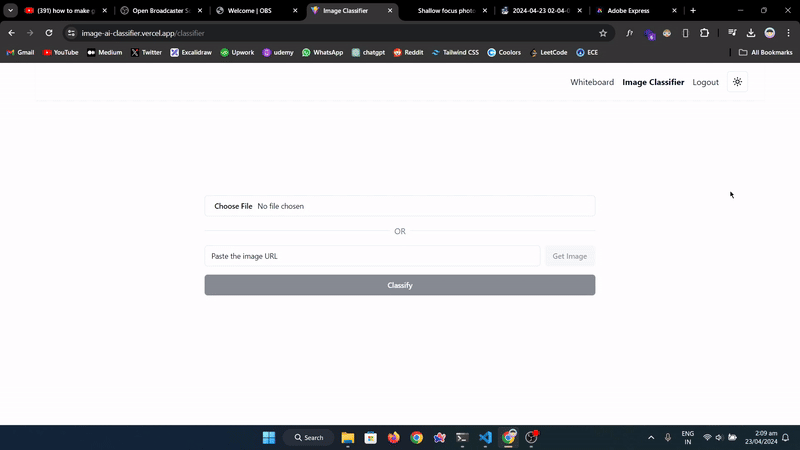 (391) how to make g
Open Broadcaster So
Welcome | OBS
Image Classifier
Shallow focus photo
2024-04-23 02-04-0
Adobe Express
image-ai-classifier.vercel.app/classifier
Gmail YouTube Medium Twitter Excalidraw Upwork udemy WhatsApp chatgpt Reddit Tailwind CSS Coolors LeetCode ECE All Bookmarks
Whiteboard Image Classifier Logout
Choose File No file chosen
OR
Paste the image URL Get Image
Classify
Search
ENG
IN
2:09 am
23/04/2024